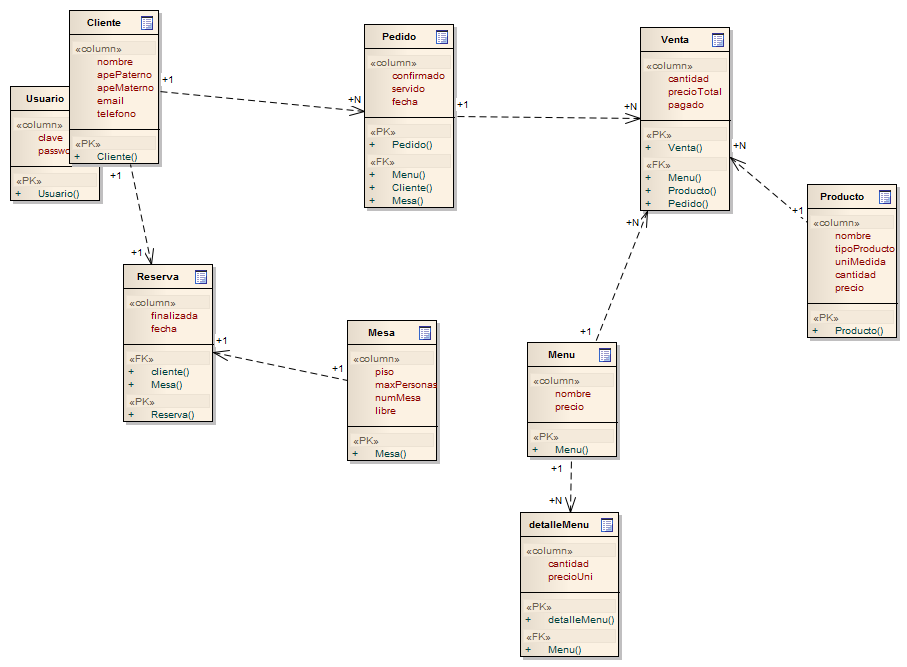 Cliente
«column»
nombre
apePaterno
apeMaterno
email
telefono
«PK»
+ Cliente()
Usuario
«column»
clave
«PK»
+ Usuario()
Pedido
«column»
confirmado
servido
fecha
«PK»
+ Pedido()
«FK»
+ Menu()
+ Cliente()
+ Mesa()
Venta
«column»
cantidad
precioTotal
pagado
«PK»
+ Venta()
«FK»
+ Menu()
+ Producto()
+ Pedido()
Producto
«column»
nombre
tipoProducto
uniMedida
cantidad
precio
«PK»
+ Producto()
Reserva
«column»
finalizada
fecha
«FK»
+ cliente()
+ Mesa()
«PK»
+ Reserva()
Mesa
«column»
piso
maxPersonas
numMesa
libre
«PK»
+ Mesa()
Menu
«column»
nombre
precio
«PK»
+ Menu()
detalleMenu
«column»
cantidad
precioUni
«PK»
+ detalleMenu()
«FK»
+ Menu()
+1
+N
+1
+N
+N
+1
+1
+1
+1
+1
+N
+1
+1
+N